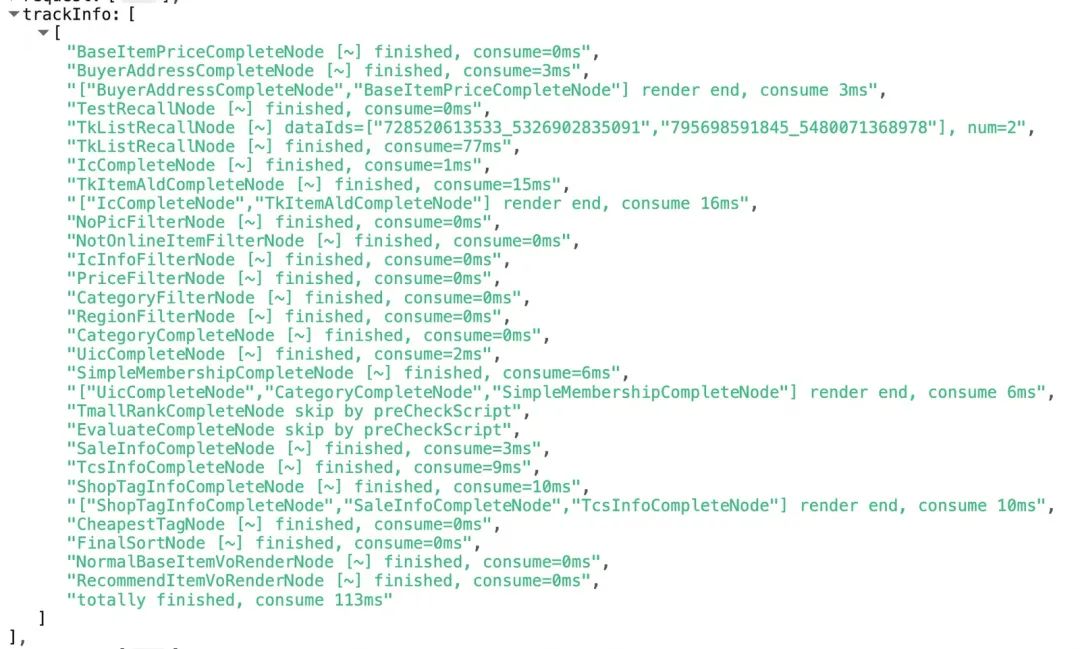 trackInfo: [
[
"BaseItemPriceCompleteNode [~] finished, consume=0ms",
"BuyerAddressCompleteNode [~] finished, consume=3ms",
"["BuyerAddressCompleteNode","BaseItemPriceCompleteNode"] render end, consume 3ms",
"TestRecallNode [~] finished, consume=0ms",
"TkListRecallNode [~] dataIds=["728520613533_5326902835091","795698591845_5480071368978"], num=2",
"TkListRecallNode [~] finished, consume=77ms",
"IcCompleteNode [~] finished, consume=1ms",
"TkItemAldCompleteNode [~] finished, consume=15ms",
"["IcCompleteNode","TkItemAldCompleteNode"] render end, consume 16ms",
"NoPicFilterNode [~] finished, consume=0ms",
"NotOnlineItemFilterNode [~] finished, consume=0ms",
"IcInfoFilterNode [~] finished, consume=0ms",
"PriceFilterNode [~] finished, consume=0ms",
"CategoryFilterNode [~] finished, consume=0ms",
"RegionFilterNode [~] finished, consume=0ms",
"CategoryCompleteNode [~] finished, consume=0ms",
"UicCompleteNode [~] finished, consume=2ms",
"SimpleMembershipCompleteNode [~] finished, consume=6ms",
"["UicCompleteNode","CategoryCompleteNode","SimpleMembershipCompleteNode"] render end, consume 6ms",
"TmallRankCompleteNode skip by preCheckScript",
"EvaluateCompleteNode skip by preCheckScript",
"SaleInfoCompleteNode [~] finished, consume=3ms",
"TcsInfoCompleteNode [~] finished, consume=9ms",
"ShopTagInfoCompleteNode [~] finished, consume=10ms",
"["ShopTagInfoCompleteNode","SaleInfoCompleteNode","TcsInfoCompleteNode"] render end, consume 10ms",
"CheapestTagNode [~] finished, consume=0ms",
"FinalSortNode [~] finished, consume=0ms",
"NormalBaseItemVoRenderNode [~] finished, consume=0ms",
"RecommendItemVoRenderNode [~] finished, consume=0ms",
"totally finished, consume 113ms"
]
],